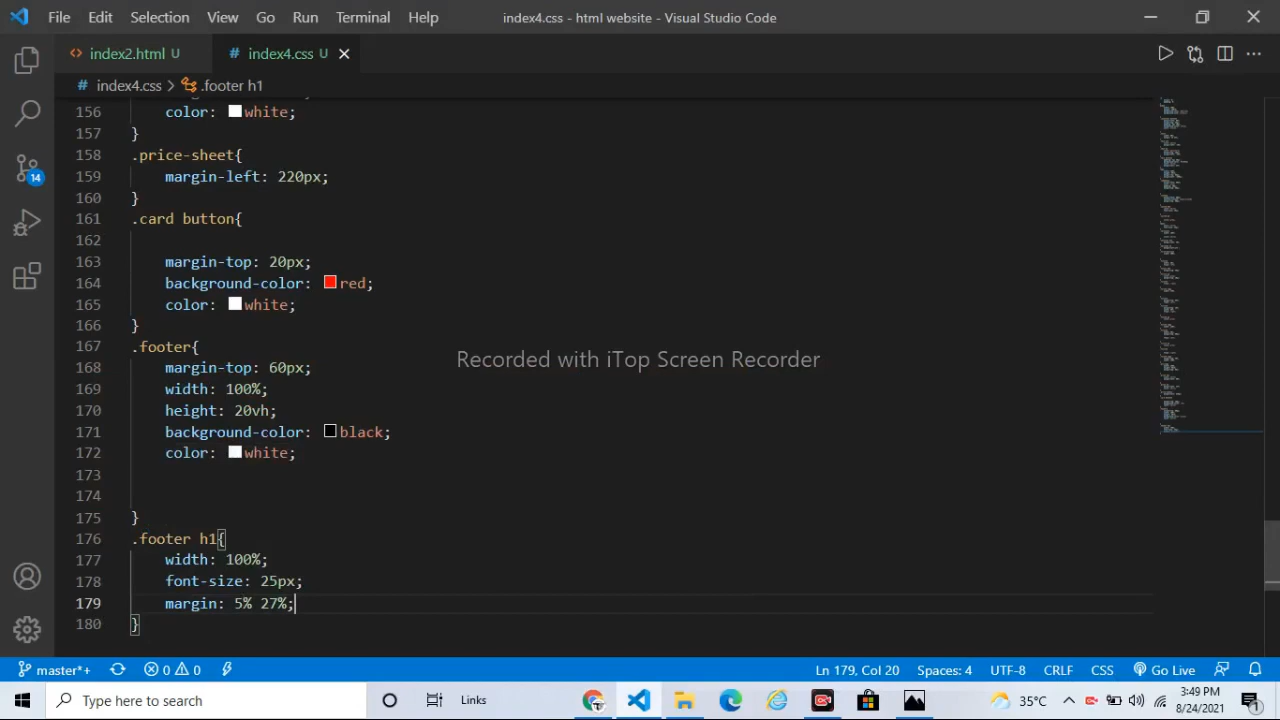 File Edit Selection View Go Run Terminal Help index4.css - html website - Visual Studio Code
index2.html U # index4.css U
# index4.css > .footer h1
156 color: white;
157 }
158 .price-sheet{
159 margin-left: 220px;
160 }
161 .card button{
162
163 margin-top: 20px;
164 background-color: red;
165 color: white;
166 }
167 .footer{
168 margin-top: 60px;
169 width: 100%;
170 height: 20vh;
171 background-color: black;
172 color: white;
173
174
175 }
176 .footer h1{
177 width: 100%;
178 font-size: 25px;
179 margin: 5% 27%;
180 }
Recorded with iTop Screen Recorder
14
master*+ 0 0 Ln 179, Col 20 Spaces: 4 UTF-8 CRLF CSS Go Live
Type here to search Links 35°C 3:49 PM
8/24/2021 1